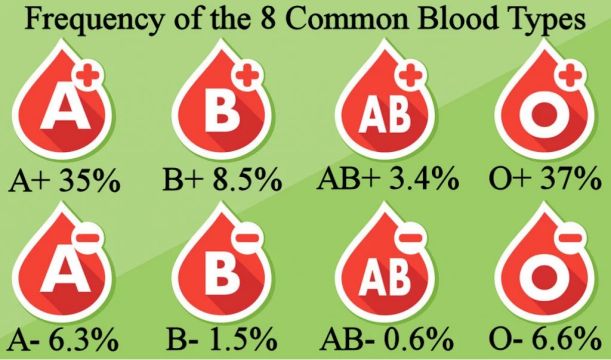 Frequency of the 8 Common Blood Types
A + B + AB + O +
A+ 35% B+ 8.5% AB+ 3.4% O+ 37%
A - B - AB - O -
A- 6.3% B- 1.5% AB- 0.6% O- 6.6%